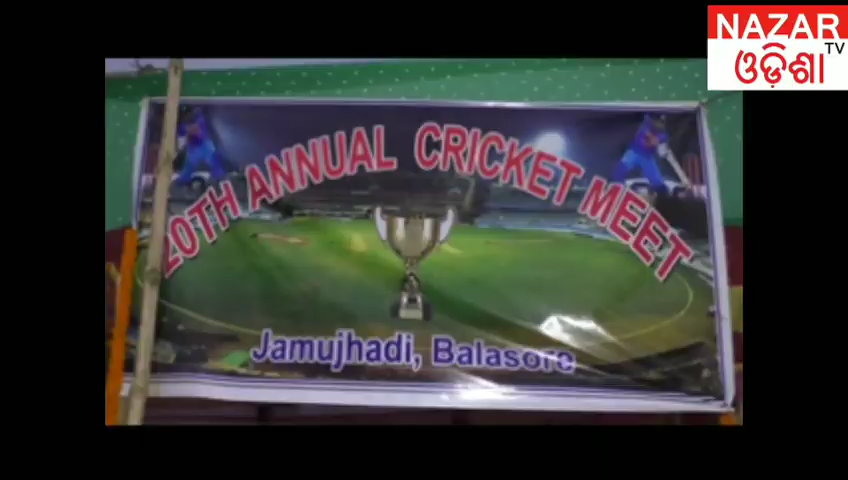 NAZAR
TV
ଓଡ଼ିଶା
20TH ANNUAL CRICKET MEET
Jamujhadi, Balasore